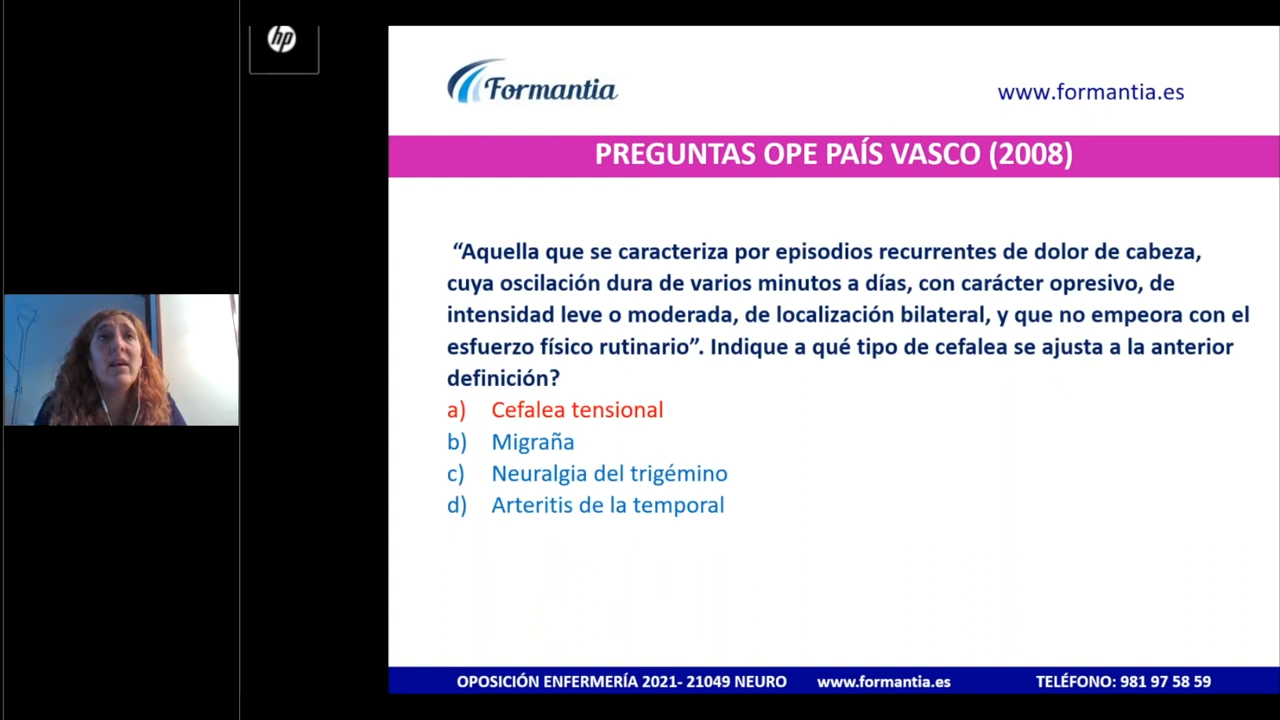 hp
Formantia
www.formantia.es
PREGUNTAS OPE PAÍS VASCO (2008)
“Aquella que se caracteriza por episodios recurrentes de dolor de cabeza,
cuya oscilación dura de varios minutos a días, con carácter opresivo, de
intensidad leve o moderada, de localización bilateral, y que no empeora con el
esfuerzo físico rutinario”. Indique a qué tipo de cefalea se ajusta a la anterior
definición?
a) Cefalea tensional
b) Migraña
c) Neuralgia del trigémino
d) Arteritis de la temporal
OPOSICIÓN ENFERMERÍA 2021- 21049 NEURO www.formantia.es TELÉFONO: 981 97 58 59